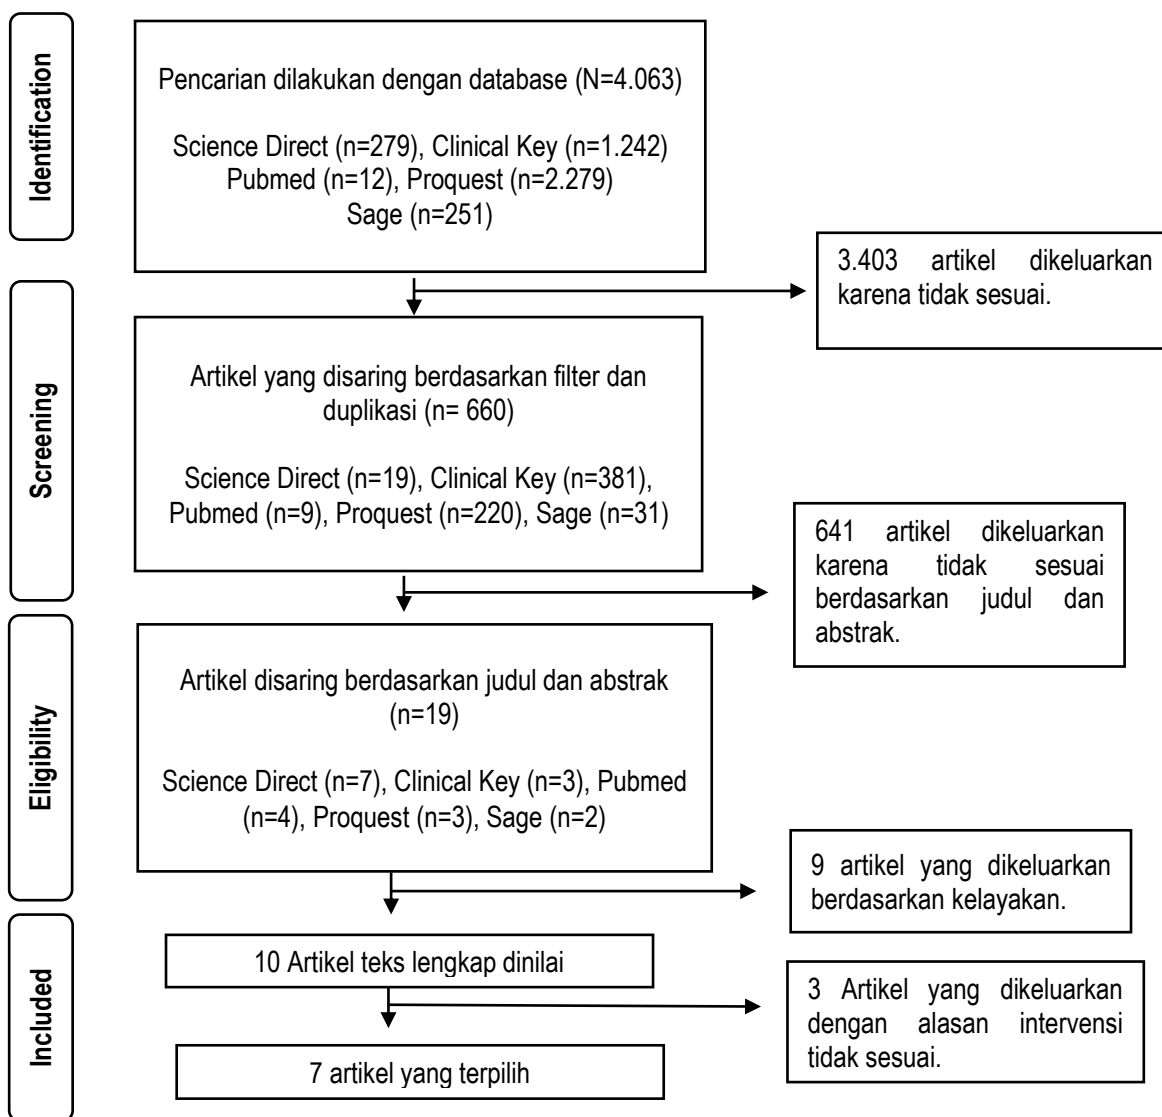 Identification
Pencarian dilakukan dengan database (N=4.063)
Science Direct (n=279), Clinical Key (n=1.242)
Pubmed (n=12), Proquest (n=2.279)
Sage (n=251)
3.403 artikel dikeluarkan
karena tidak sesuai.
Screening
Artikel yang disaring berdasarkan filter dan
duplikasi (n= 660)
Science Direct (n=19), Clinical Key (n=381),
Pubmed (n=9), Proquest (n=220), Sage (n=31)
641 artikel dikeluarkan
karena tidak sesuai
berdasarkan judul dan
abstrak.
Eligibility
Artikel disaring berdasarkan judul dan abstrak
(n=19)
Science Direct (n=7), Clinical Key (n=3), Pubmed
(n=4), Proquest (n=3), Sage (n=2)
9 artikel yang dikeluarkan
berdasarkan kelayakan.
Included
10 Artikel teks lengkap dinilai
3 Artikel yang dikeluarkan
dengan alasan intervensi
tidak sesuai.
7 artikel yang terpilih